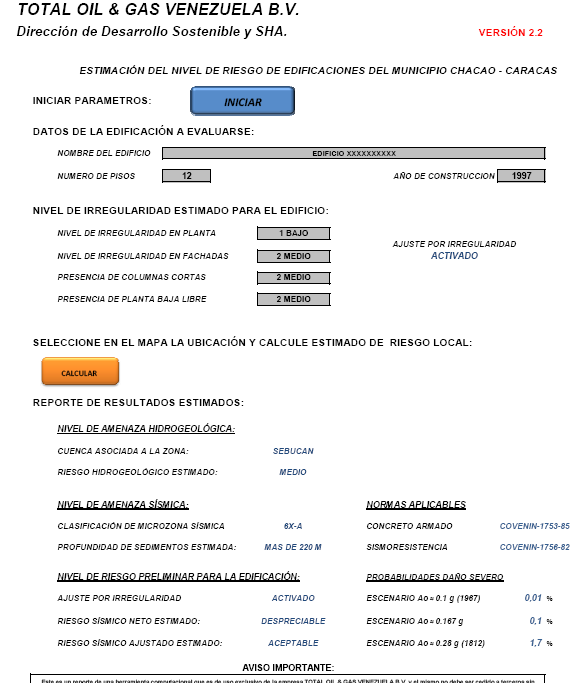 TOTAL OIL & GAS VENEZUELA B.V.
Dirección de Desarrollo Sostenible y SHA.
VERSIÓN 2.2
ESTIMACIÓN DEL NIVEL DE RIESGO DE EDIFICACIONES DEL MUNICIPIO CHACAO - CARACAS
INICIAR PARAMETROS: INICIAR
DATOS DE LA EDIFICACIÓN A EVALUARSE:
NOMBRE DEL EDIFICIO EDIFICIO XXXXXXXXXX
NUMERO DE PISOS 12 AÑO DE CONSTRUCCION 1997
NIVEL DE IRREGULARIDAD ESTIMADO PARA EL EDIFICIO:
NIVEL DE IRREGULARIDAD EN PLANTA 1 BAJO
AJUSTE POR IRREGULARIDAD
NIVEL DE IRREGULARIDAD EN FACHADAS 2 MEDIO ACTIVADO
PRESENCIA DE COLUMNAS CORTAS 2 MEDIO
PRESENCIA DE PLANTA BAJA LIBRE 2 MEDIO
SELECCIONE EN EL MAPA LA UBICACIÓN Y CALCULE ESTIMADO DE RIESGO LOCAL:
CALCULAR
REPORTE DE RESULTADOS ESTIMADOS:
NIVEL DE AMENAZA HIDROGEOLÓGICA:
CUENCA ASOCIADA A LA ZONA: SEBUCAN
RIESGO HIDROGEOLÓGICO ESTIMADO: MEDIO
NIVEL DE AMENAZA SÍSMICA: NORMAS APLICABLES
CLASIFICACIÓN DE MICROZONA SÍSMICA 6X-A CONCRETO ARMADO COVENIN-1753-85
PROFUNDIDAD DE SEDIMENTOS ESTIMADA: MAS DE 220 M SISMORESISTENCIA COVENIN-1756-82
NIVEL DE RIESGO PRELIMINAR PARA LA EDIFICACIÓN: PROBABILIDADES DAÑO SEVERO
AJUSTE POR IRREGULARIDAD ACTIVADO ESCENARIO Ao ≈ 0.1 g (1967) 0,01 %
RIESGO SÍSMICO NETO ESTIMADO: DESPRECIABLE ESCENARIO Ao ≈ 0.167 g 0,1 %
RIESGO SÍSMICO AJUSTADO ESTIMADO: ACEPTABLE ESCENARIO Ao ≈ 0.28 g (1812) 1,7 %
AVISO IMPORTANTE:
Este es un reporte de una herramienta computacional que es de uso exclusivo de la empresa TOTAL OIL & GAS VENEZUELA B.V. y el mismo no debe ser cedido a terceros sin